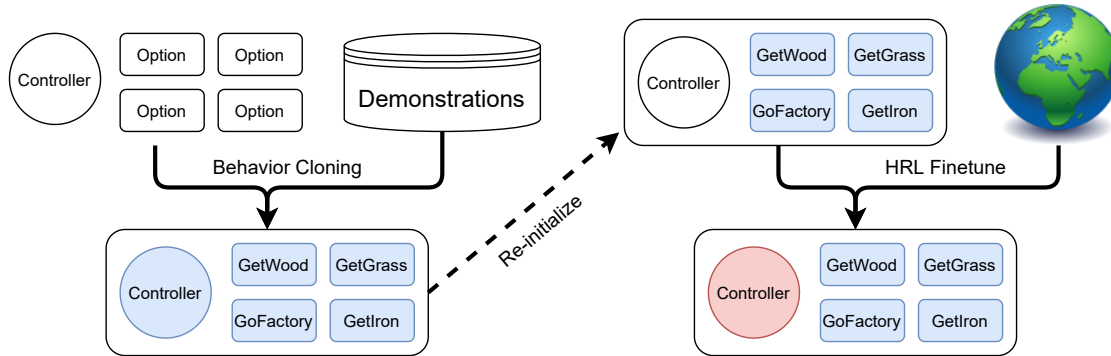 Controller
Option
Option
Option
Option
Demonstrations
Behavior Cloning
Controller
GetWood
GetGrass
GoFactory
GetIron
Re-initialize
Controller
GetWood
GetGrass
GoFactory
GetIron
HRL Finetune
Controller
GetWood
GetGrass
GoFactory
GetIron